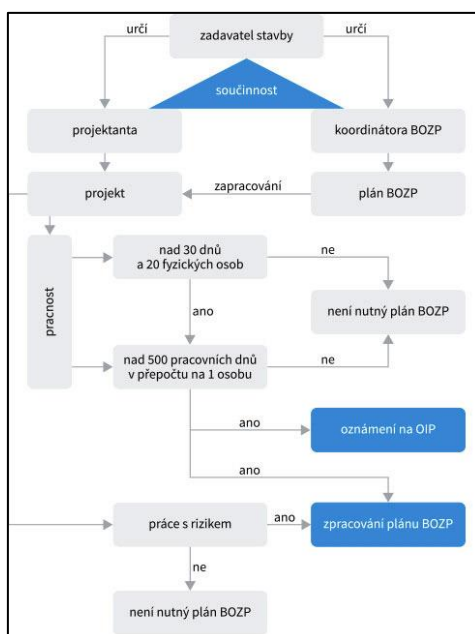 zadavatel stavby
určí
určí
součinnost
projektanta
koordinátora BOZP
projekt
zapracování
plán BOZP
pracnost
nad 30 dnů
a 20 fyzických osob
ne
není nutný plán BOZP
ano
nad 500 pracovních dnů
v přepočtu na 1 osobu
ne
ano
oznámení na OIP
ano
práce s rizikem
ano
zpracování plánu BOZP
ne
není nutný plán BOZP